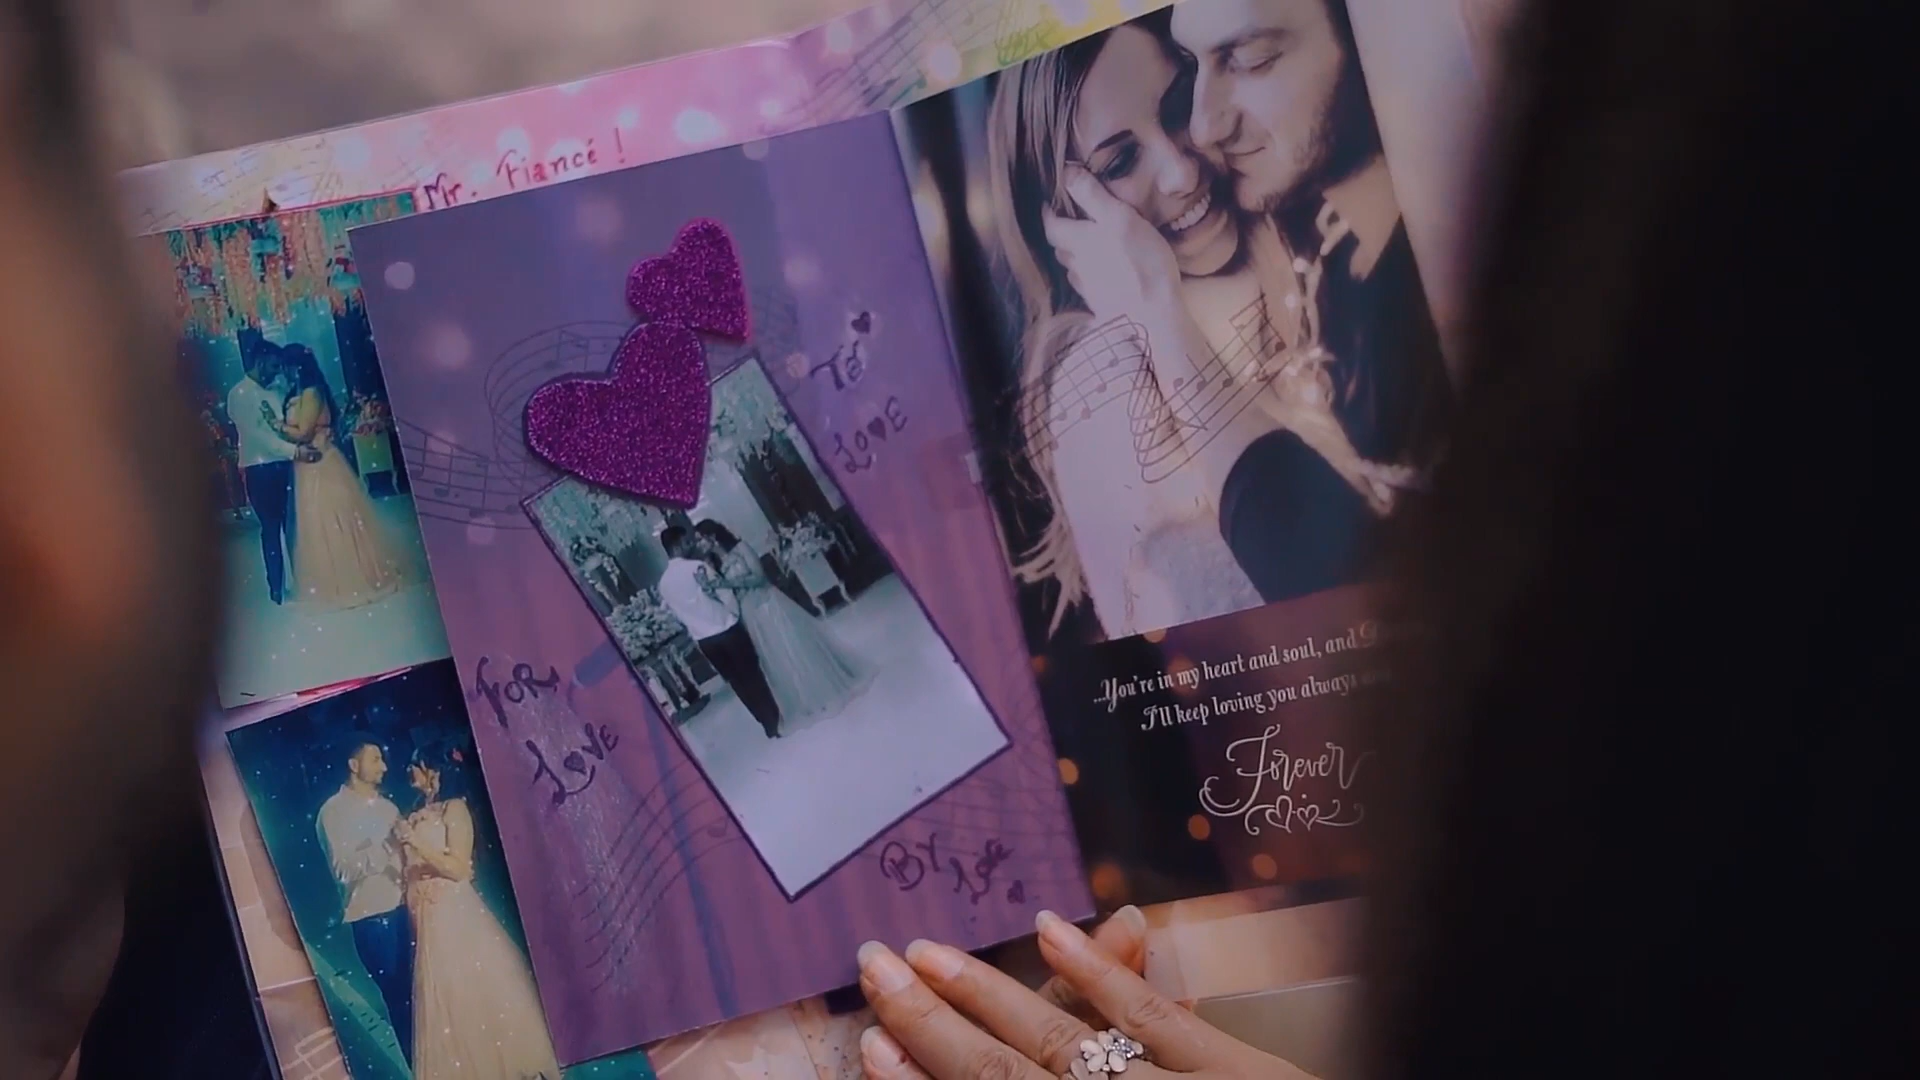 Mr. Fiancé !
To
LOVE
FOR
LOVE
BY Love
...You're in my heart and soul, and
I'll keep loving you always
Forever